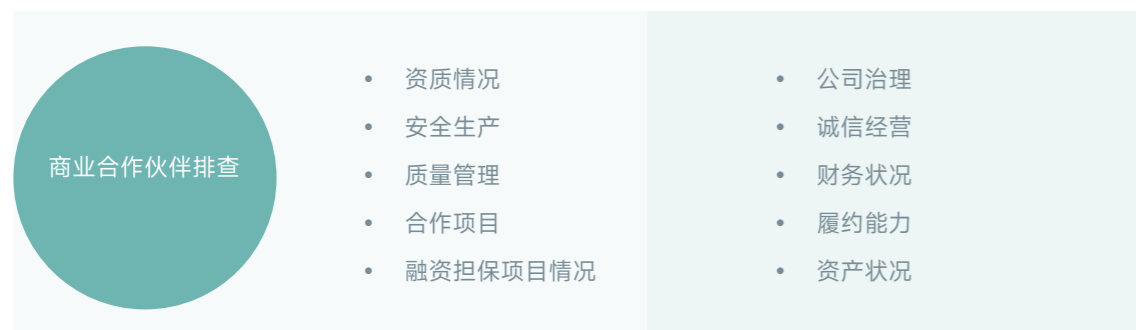 商业合作伙伴排查
• 资质情况
• 安全生产
• 质量管理
• 合作项目
• 融资担保项目情况
• 公司治理
• 诚信经营
• 财务状况
• 履约能力
• 资产状况